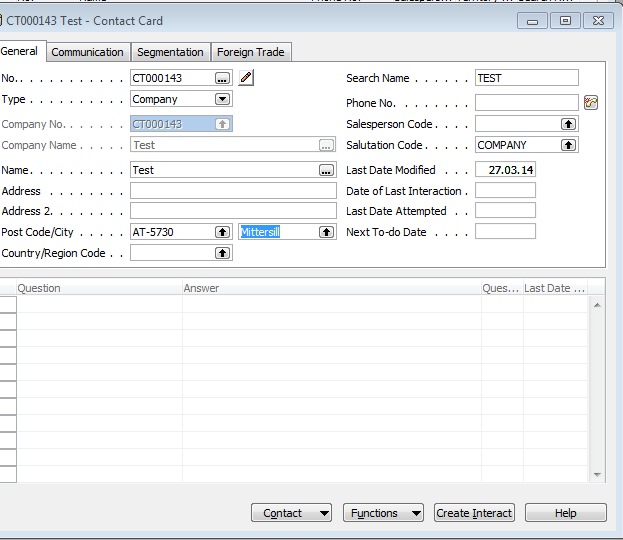 CT000143 Test - Contact Card
General Communication Segmentation Foreign Trade
No. . . . . . . . . . . . CT000143 ... Search Name . . . . . . TEST
Type . . . . . . . . . . Company Phone No. . . . . . . . .
Company No. . . . . . . . CT000143 Salesperson Code . . . .
Company Name . . . . . Test ... Salutation Code . . . . . COMPANY
Name. . . . . . . . . . . Test ... Last Date Modified . . . 27.03.14
Address . . . . . . . . Date of Last Interaction .
Address 2. . . . . . . . Last Date Attempted . .
Post Code/City . . . . . AT-5730 Mittersill Next To-do Date . . . .
Country/Region Code . .
Question Answer Ques... Last Date ...
Contact Functions Create Interact Help